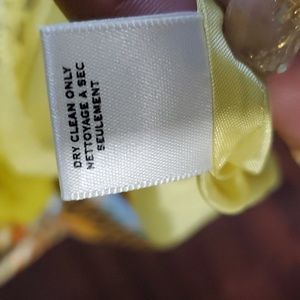 DRY CLEAN ONLY
NETTOYAGE À SEC
SEULEMENT